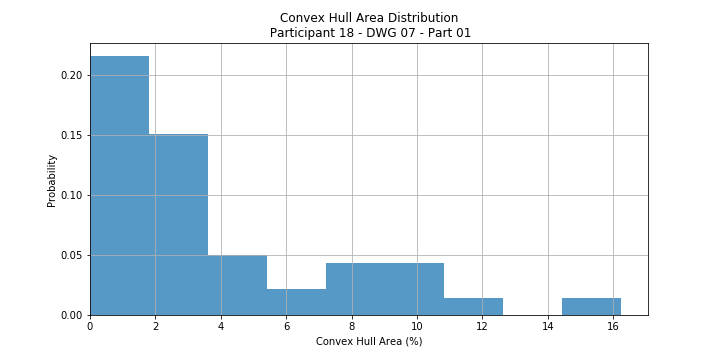 Convex Hull Area Distribution
Participant 18 - DWG 07 - Part 01
0.20
0.15
0.10
0.05
0.00
Probability
0 2 4 6 8 10 12 14 16
Convex Hull Area (%)